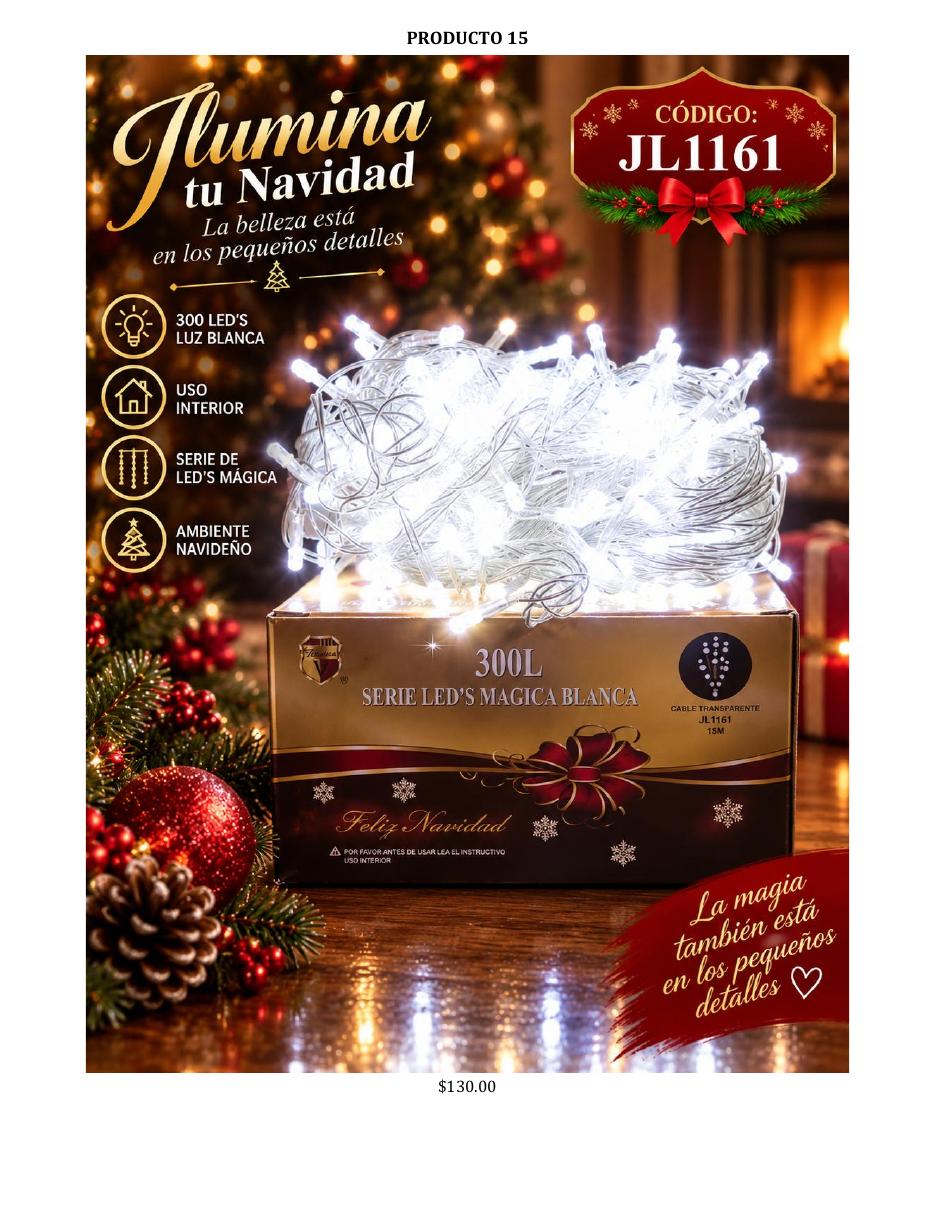 PRODUCTO 15
Ilumina
tu Navidad
La belleza está
en los pequeños detalles
CÓDIGO:
JL1161
300 LED'S
LUZ BLANCA
USO
INTERIOR
SERIE DE
LED'S MÁGICA
AMBIENTE
NAVIDEÑO
®
300L
SERIE LED'S MAGICA BLANCA
CABLE TRANSPARENTE
JL1161
15M
Feliz Navidad
POR FAVOR ANTES DE USAR LEA EL INSTRUCTIVO
USO INTERIOR
La magia
también está
en los pequeños
detalles
$130.00